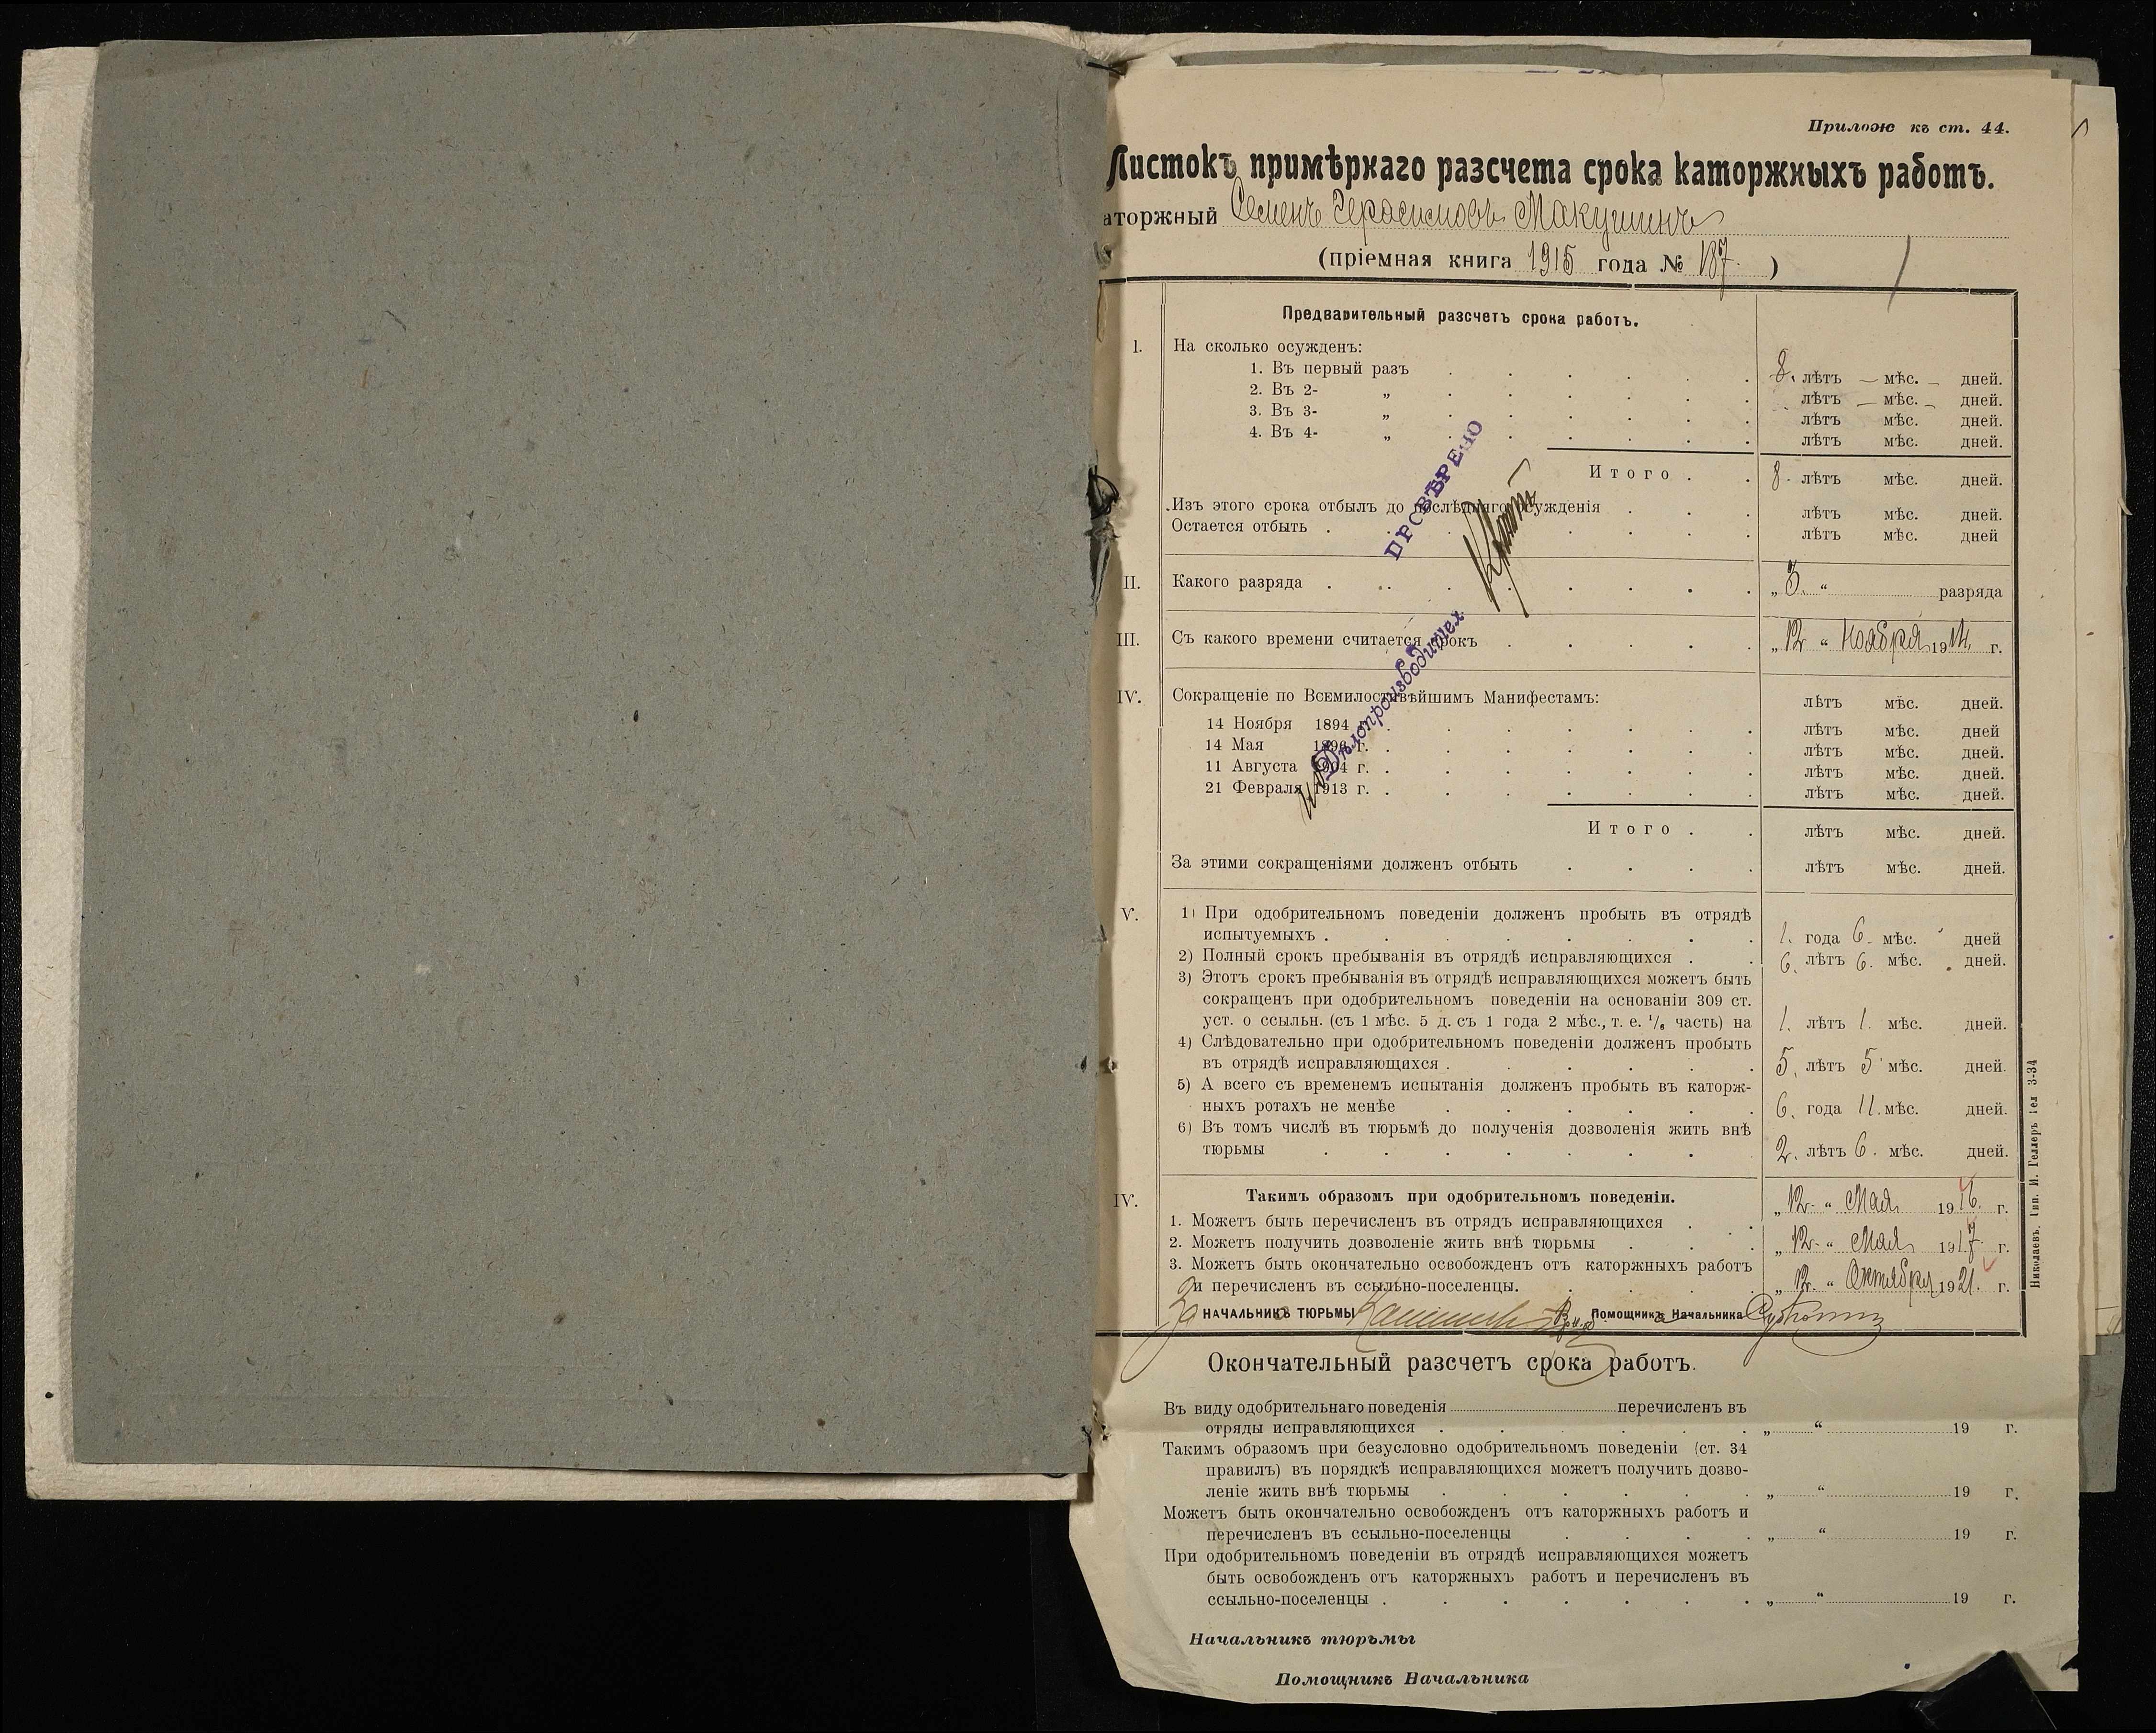 Прилож къ ст. 44.
Листокъ примѣрнаго разсчета срока каторжныхъ работъ.
аторжный Семенъ Герасимовъ Макушинъ
(пріемная книга 1915 года № 187. )
Предварительный разсчетъ срока работъ.
I. На сколько осужденъ:
1. Въ первый разъ . . . . . . 8. лѣтъ — мѣс. — дней.
2. Въ 2- „ . . . . . . лѣтъ — мѣс. — дней.
3. Въ 3- „ . . . . . . лѣтъ мѣс. дней.
4. Въ 4- „ . . . . . . лѣтъ мѣс. дней.
Итого . . 8. лѣтъ мѣс. дней.
Изъ этого срока отбылъ до послѣдняго осужденія . . . лѣтъ мѣс. дней.
Остается отбыть . . . . . . . . лѣтъ мѣс. дней
II. Какого разряда . . . . . . . . „ 3. “ разряда
III. Съ какого времени считается срокъ . . . . . „ 12 “ Ноября 1914 г.
IV. Сокращеніе по Всемилостивѣйшимъ Манифестамъ: лѣтъ мѣс. дней.
14 Ноября 1894 г. . . . . . . лѣтъ мѣс. дней
14 Мая 1896 г. . . . . . . . лѣтъ мѣс. дней.
11 Августа 1904 г. . . . . . . . лѣтъ мѣс. дней.
21 Февраля 1913 г. . . . . . . . лѣтъ мѣс. дней.
Итого . . лѣтъ мѣс. дней.
За этими сокращеніями долженъ отбыть . . . . лѣтъ мѣс. дней.
ПРОВѢРЕНО
Дѣлопроизводитель
V. 1) При одобрительномъ поведеніи долженъ пробыть въ отрядѣ
испытуемыхъ . . . . . . . . 1. года 6. мѣс. дней
2) Полный срокъ пребыванія въ отрядѣ исправляющихся . . 6. лѣтъ 6. мѣс. дней.
3) Этотъ срокъ пребыванія въ отрядѣ исправляющихся можетъ быть
сокращенъ при одобрительномъ поведеніи на основаніи 309 ст.
уст. о ссыльн. (съ 1 мѣс. 5 д. съ 1 года 2 мѣс., т. е. 1/6 часть) на 1. лѣтъ 1. мѣс. дней.
4) Слѣдовательно при одобрительномъ поведеніи долженъ пробыть
въ отрядѣ исправляющихся . . . . . . 5. лѣтъ 5 мѣс. дней.
5) А всего съ временемъ испытанія долженъ пробыть въ каторж-
ныхъ ротахъ не менѣе . . . . . . 6. года 11. мѣс. дней.
6) Въ томъ числѣ въ тюрьмѣ до полученія дозволенія жить внѣ
тюрьмы . . . . . . . 2. лѣтъ 6. мѣс. дней.
IV. Такимъ образомъ при одобрительномъ поведеніи.
1. Можетъ быть перечисленъ въ отрядъ исправляющихся . . „ 12 “ Мая 1916. г.
2. Можетъ получить дозволеніе жить внѣ тюрьмы . . . „ 12 “ Мая 1917 г.
3. Можетъ быть окончательно освобожденъ отъ каторжныхъ работъ
и перечисленъ въ ссыльно-поселенцы. . . . . „ 12 “ Октября 1921. г.
За НАЧАЛЬНИКА ТЮРЬМЫ Помощника Начальника
Николаевъ. Тип. И. Геллеръ Тел 3-34
Окончательный разсчетъ срока работъ.
Въ виду одобрительнаго поведенія перечисленъ въ
отряды исправляющихся . . . . . . „ “ 19 г.
Такимъ образомъ при безусловно одобрительномъ поведеніи (ст. 34
правилъ) въ порядкѣ исправляющихся можетъ получить дозво-
леніе жить внѣ тюрьмы . . . . . . „ “ 19 г.
Можетъ быть окончательно освобожденъ отъ каторжныхъ работъ и
перечисленъ въ ссыльно-поселенцы . . . . „ “ 19 г.
При одобрительномъ поведеніи въ отрядѣ исправляющихся можетъ
быть освобожденъ отъ каторжныхъ работъ и перечисленъ въ
ссыльно-поселенцы . . . . . . . „ “ 19 г.
Начальникъ тюрьмы
Помощникъ Начальника